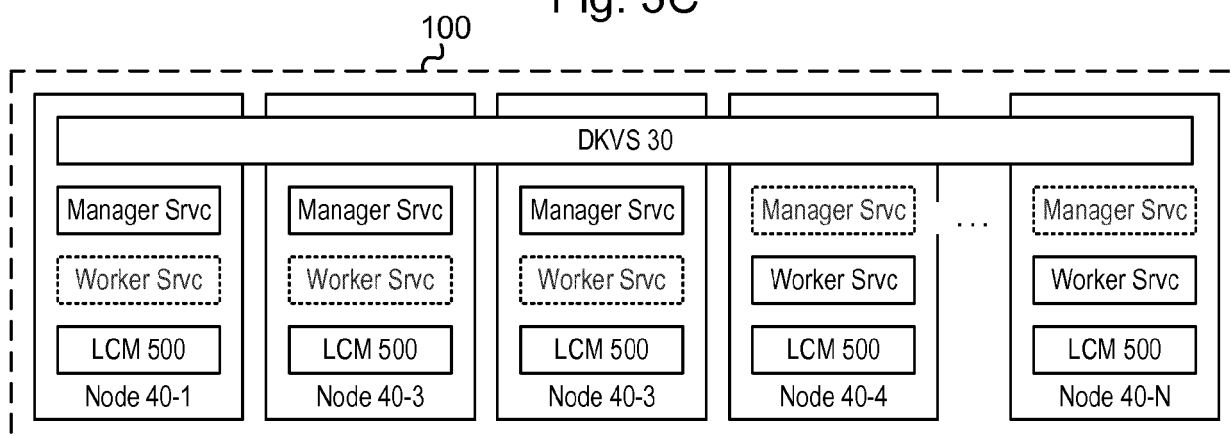 Fig. 5C
100
DKVS 30
Manager Srvc Manager Srvc Manager Srvc Manager Srvc ... Manager Srvc
Worker Srvc Worker Srvc Worker Srvc Worker Srvc Worker Srvc
LCM 500 LCM 500 LCM 500 LCM 500 LCM 500
Node 40-1 Node 40-3 Node 40-3 Node 40-4 Node 40-N